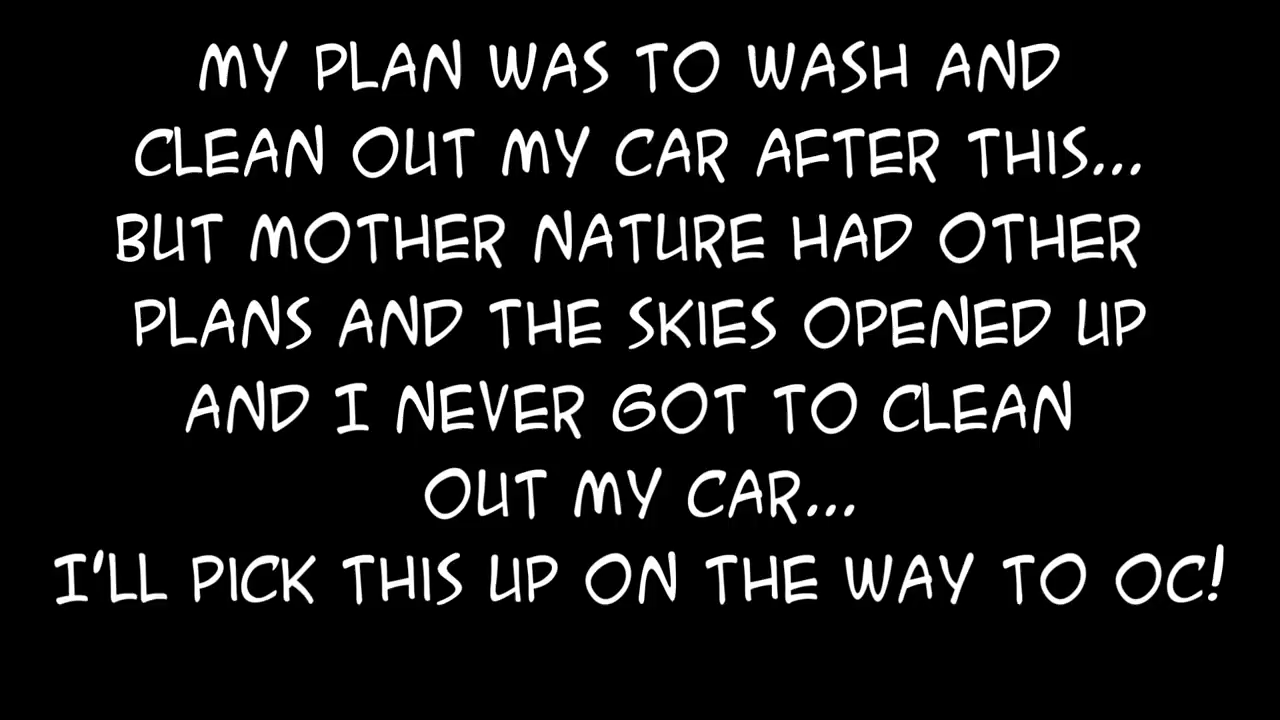 MY PLAN WAS TO WASH AND
CLEAN OUT MY CAR AFTER THIS...
BUT MOTHER NATURE HAD OTHER
PLANS AND THE SKIES OPENED UP
AND I NEVER GOT TO CLEAN
OUT MY CAR...
I'LL PICK THIS UP ON THE WAY TO OC!